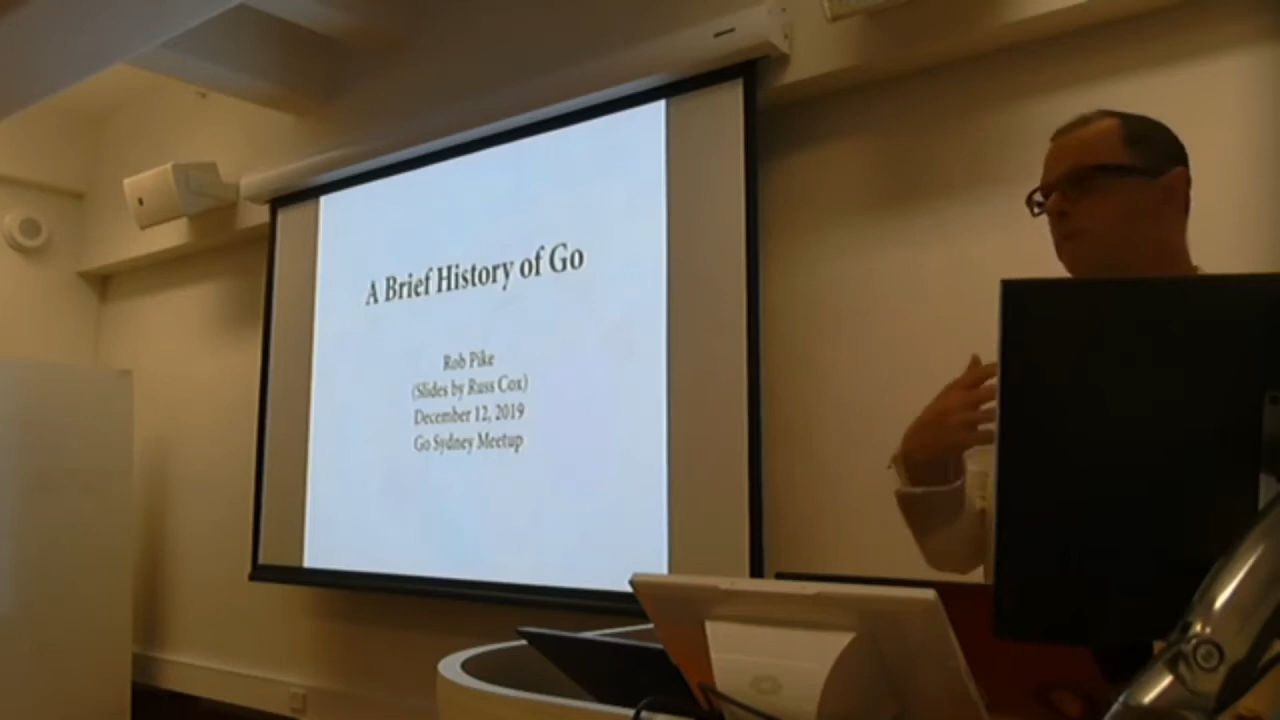 A Brief History of Go
Rob Pike
(Slides by Russ Cox)
December 12, 2019
Go Sydney Meetup